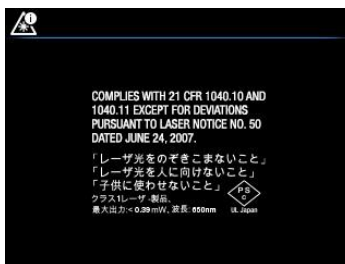 COMPLIES WITH 21 CFR 1040.10 AND
1040.11 EXCEPT FOR DEVIATIONS
PURSUANT TO LASER NOTICE NO. 50
DATED JUNE 24, 2007.
「レーザ光をのぞきこまないこと」
「レーザ光を人に向けないこと」
「子供に使わせないこと」
クラス1レーザ-製品、
最大出力:< 0.39 mW、波長: 650nm
PS
C
UL Japan